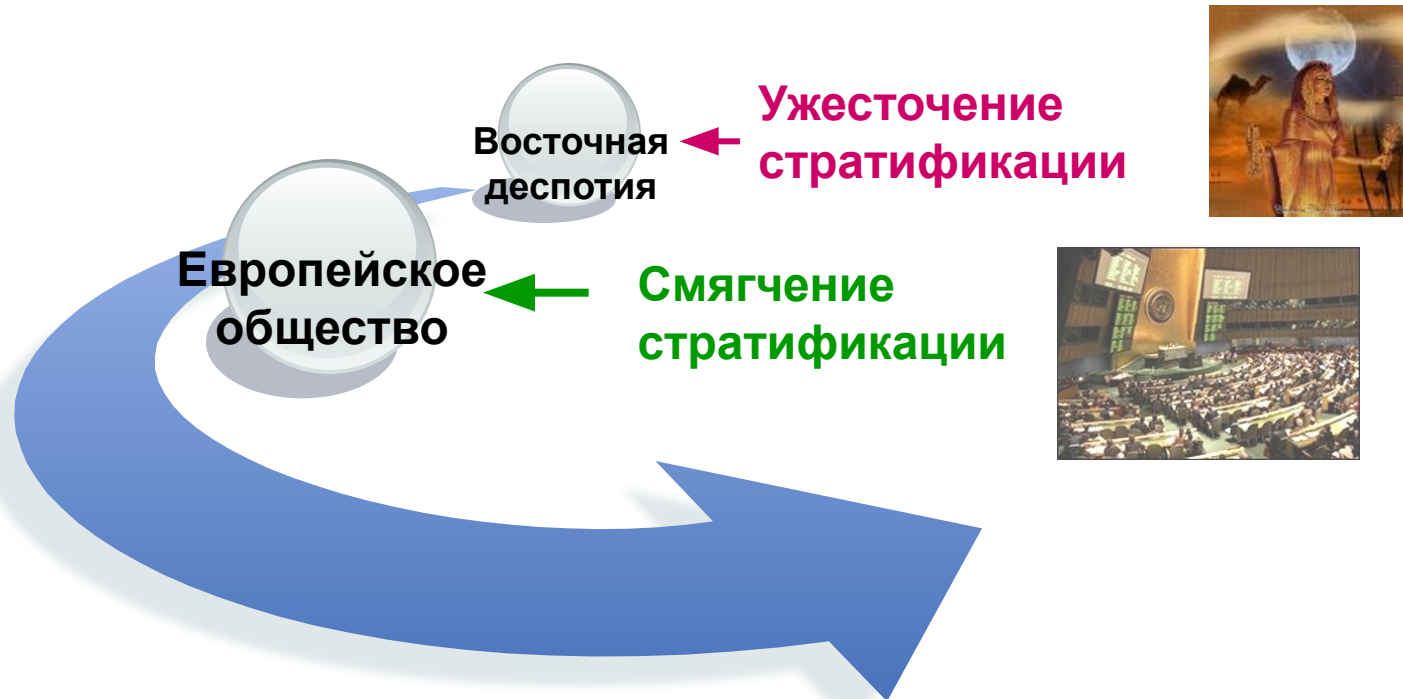 Ужесточение
стратификации
Восточная
деспотия
Европейское
общество
Смягчение
стратификации